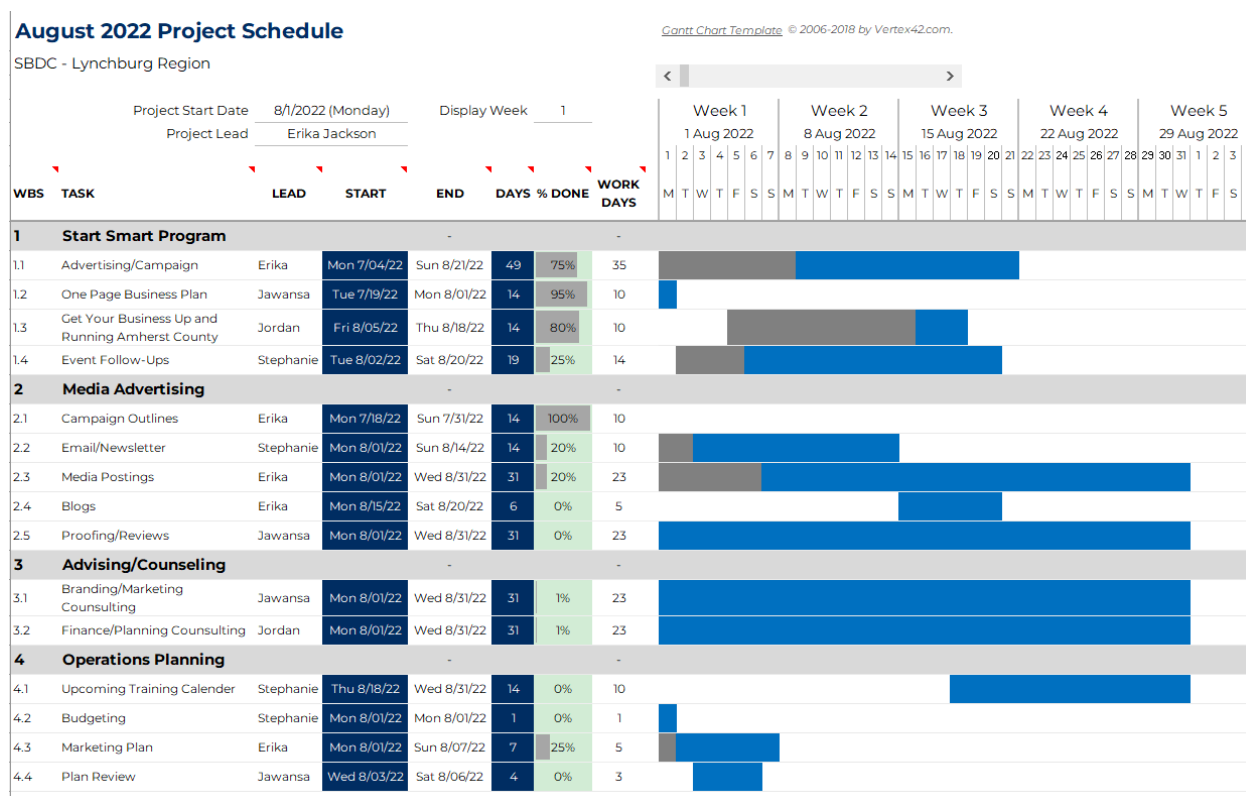 August 2022 Project Schedule
Gantt Chart Template © 2006-2018 by Vertex42.com.
SBDC - Lynchburg Region
Project Start Date 8/1/2022 (Monday) Display Week 1
Project Lead Erika Jackson
Week 1 Week 2 Week 3 Week 4 Week 5
1 Aug 2022 8 Aug 2022 15 Aug 2022 22 Aug 2022 29 Aug 2022
1 2 3 4 5 6 7 8 9 10 11 12 13 14 15 16 17 18 19 20 21 22 23 24 25 26 27 28 29 30 31 1 2 3
WBS TASK LEAD START END DAYS % DONE WORK DAYS M T W T F S S M T W T F S S M T W T F S S M T W T F S S M T W T F S
1 Start Smart Program - -
1.1 Advertising/Campaign Erika Mon 7/04/22 Sun 8/21/22 49 75% 35
1.2 One Page Business Plan Jawansa Tue 7/19/22 Mon 8/01/22 14 95% 10
1.3 Get Your Business Up and Running Amherst County Jordan Fri 8/05/22 Thu 8/18/22 14 80% 10
1.4 Event Follow-Ups Stephanie Tue 8/02/22 Sat 8/20/22 19 25% 14
2 Media Advertising - -
2.1 Campaign Outlines Erika Mon 7/18/22 Sun 7/31/22 14 100% 10
2.2 Email/Newsletter Stephanie Mon 8/01/22 Sun 8/14/22 14 20% 10
2.3 Media Postings Erika Mon 8/01/22 Wed 8/31/22 31 20% 23
2.4 Blogs Erika Mon 8/15/22 Sat 8/20/22 6 0% 5
2.5 Proofing/Reviews Jawansa Mon 8/01/22 Wed 8/31/22 31 0% 23
3 Advising/Counseling - -
3.1 Branding/Marketing Counsulting Jawansa Mon 8/01/22 Wed 8/31/22 31 1% 23
3.2 Finance/Planning Counsulting Jordan Mon 8/01/22 Wed 8/31/22 31 1% 23
4 Operations Planning - -
4.1 Upcoming Training Calender Stephanie Thu 8/18/22 Wed 8/31/22 14 0% 10
4.2 Budgeting Stephanie Mon 8/01/22 Mon 8/01/22 1 0% 1
4.3 Marketing Plan Erika Mon 8/01/22 Sun 8/07/22 7 25% 5
4.4 Plan Review Jawansa Wed 8/03/22 Sat 8/06/22 4 0% 3